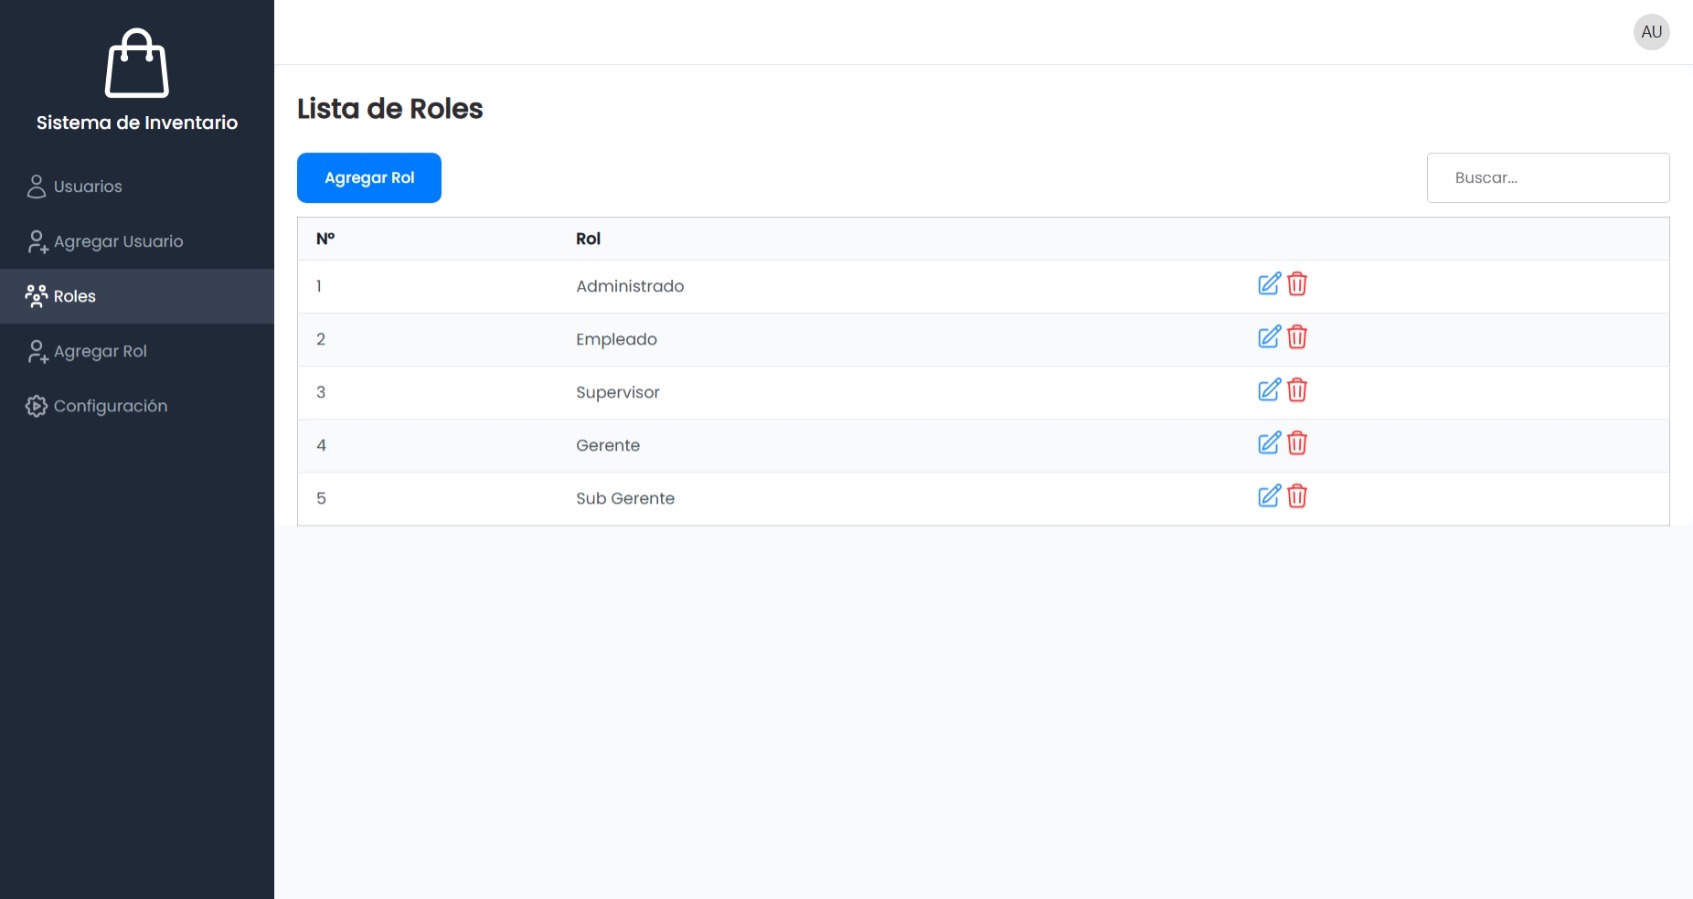 Sistema de Inventario
Usuarios
Agregar Usuario
Roles
Agregar Rol
Configuración
AU
Lista de Roles
Agregar Rol
Buscar...
Nº Rol
1 Administrado
2 Empleado
3 Supervisor
4 Gerente
5 Sub Gerente